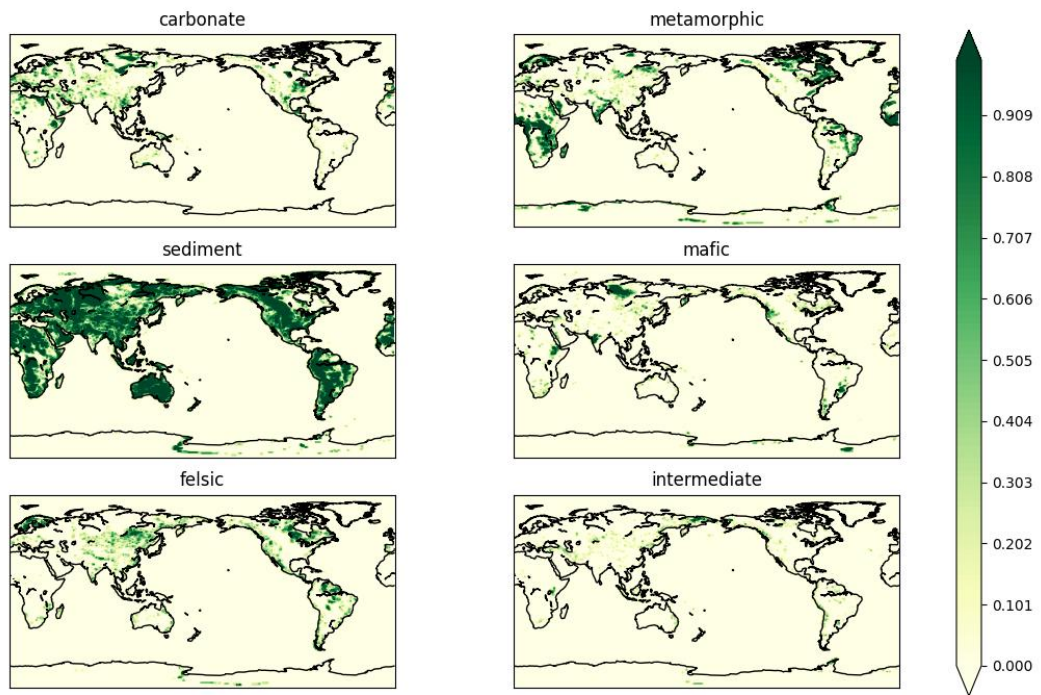 carbonate
metamorphic
sediment
mafic
felsic
intermediate
0.909
0.808
0.707
0.606
0.505
0.404
0.303
0.202
0.101
0.000